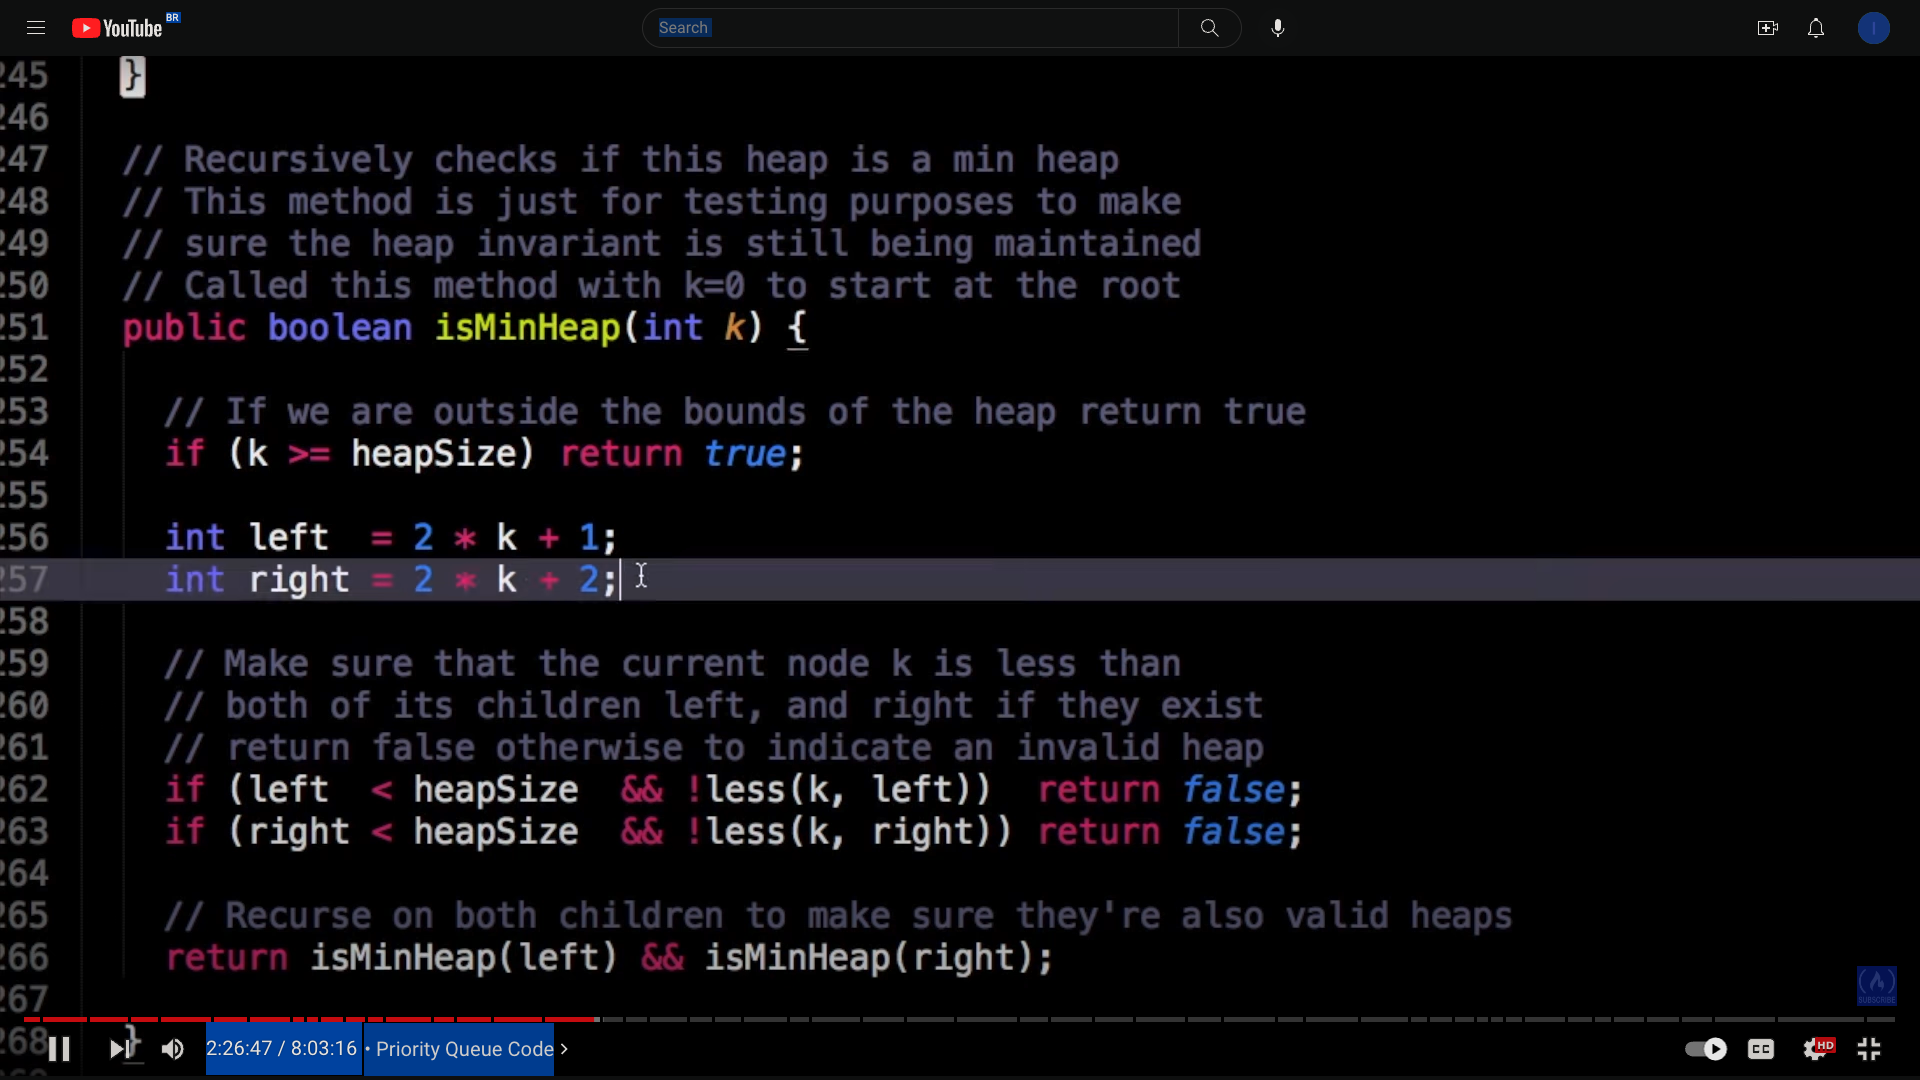 YouTube BR
Search
I
245 }
246
247 // Recursively checks if this heap is a min heap
248 // This method is just for testing purposes to make
249 // sure the heap invariant is still being maintained
250 // Called this method with k=0 to start at the root
251 public boolean isMinHeap(int k) {
252
253 // If we are outside the bounds of the heap return true
254 if (k >= heapSize) return true;
255
256 int left  = 2 * k + 1;
257 int right = 2 * k + 2;
258
259 // Make sure that the current node k is less than
260 // both of its children left, and right if they exist
261 // return false otherwise to indicate an invalid heap
262 if (left  < heapSize  && !less(k, left))  return false;
263 if (right < heapSize  && !less(k, right)) return false;
264
265 // Recurse on both children to make sure they're also valid heaps
266 return isMinHeap(left) && isMinHeap(right);
267
SUBSCRIBE
268 }
2:26:47 / 8:03:16 • Priority Queue Code
CC
HD